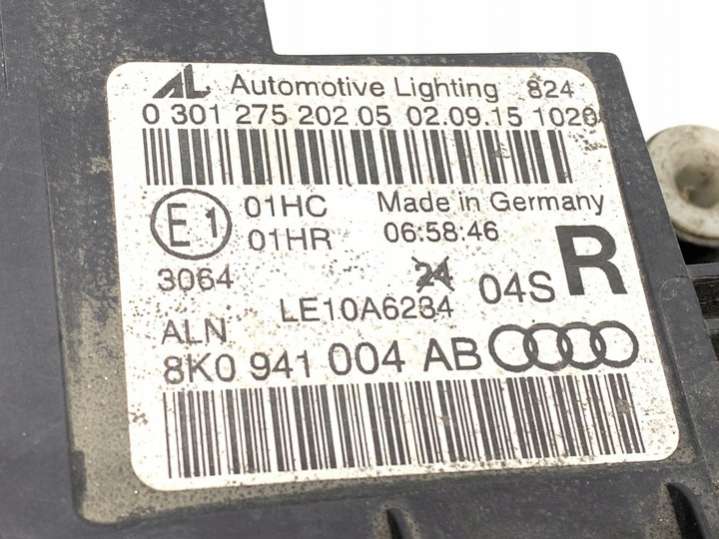 AL Automotive Lighting 824
0 301 275 202 05 02.09.15 1020
E1 01HC Made in Germany
01HR 06:58:46
3064 24 04S R
LE10A6234
ALN
8K0 941 004 AB